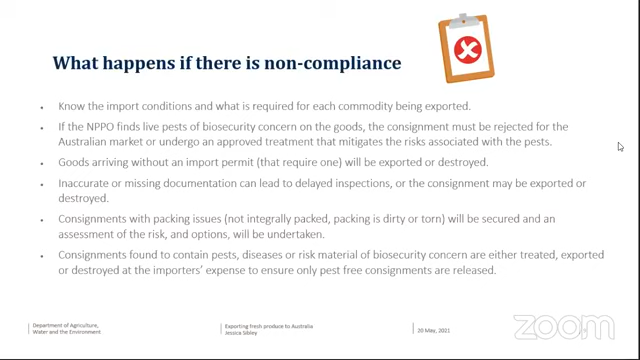 What happens if there is non-compliance
• Know the import conditions and what is required for each commodity being exported.
• If the NPPO finds live pests of biosecurity concern on the goods, the consignment must be rejected for the
Australian market or undergo an approved treatment that mitigates the risks associated with the pests.
• Goods arriving without an import permit (that require one) will be exported or destroyed.
• Inaccurate or missing documentation can lead to delayed inspections, or the consignment may be exported or
destroyed.
• Consignments with packing issues (not integrally packed, packing is dirty or torn) will be secured and an
assessment of the risk, and options, will be undertaken.
• Consignments found to contain pests, diseases or risk material of biosecurity concern are either treated, exported
or destroyed at the importers’ expense to ensure only pest free consignments are released.
Department of Agriculture,
Water and the Environment
Exporting fresh produce to Australia
Jessica Sibley
20 May, 2021
zoom